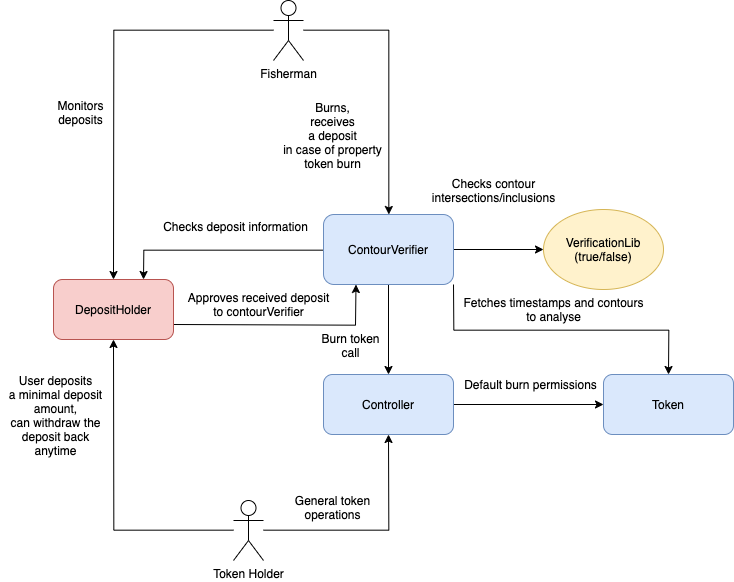 Fisherman
Monitors
deposits
Burns,
receives
a deposit
in case of property
token burn
Checks contour
intersections/inclusions
Checks deposit information
ContourVerifier
VerificationLib
(true/false)
DepositHolder
Approves received deposit
to contourVerifier
Fetches timestamps and contours
to analyse
Burn token
call
User deposits
a minimal deposit
amount,
can withdraw the
deposit back
anytime
Controller
Default burn permissions
Token
General token
operations
Token Holder